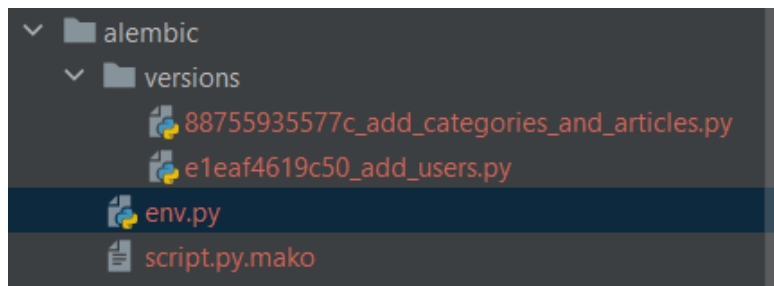 alembic
versions
88755935577c_add_categories_and_articles.py
e1eaf4619c50_add_users.py
env.py
script.py.mako